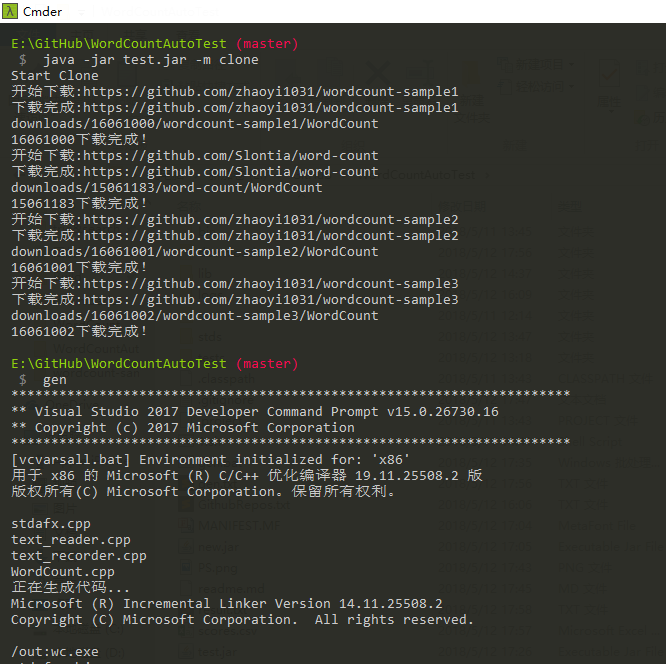 Cmder
E:\GitHub\WordCountAutoTest (master)
$ java -jar test.jar -m clone
Start Clone
开始下载:https://github.com/zhaoyi1031/wordcount-sample1
下载完成:https://github.com/zhaoyi1031/wordcount-sample1
downloads/16061000/wordcount-sample1/WordCount
16061000下载完成!
开始下载:https://github.com/Slontia/word-count
下载完成:https://github.com/Slontia/word-count
downloads/15061183/word-count/WordCount
15061183下载完成!
开始下载:https://github.com/zhaoyi1031/wordcount-sample2
下载完成:https://github.com/zhaoyi1031/wordcount-sample2
downloads/16061001/wordcount-sample2/WordCount
16061001下载完成!
开始下载:https://github.com/zhaoyi1031/wordcount-sample3
下载完成:https://github.com/zhaoyi1031/wordcount-sample3
downloads/16061002/wordcount-sample3/WordCount
16061002下载完成!
E:\GitHub\WordCountAutoTest (master)
$ gen
**********************************************************************
** Visual Studio 2017 Developer Command Prompt v15.0.26730.16
** Copyright (c) 2017 Microsoft Corporation
**********************************************************************
[vcvarsall.bat] Environment initialized for: 'x86'
用于 x86 的 Microsoft (R) C/C++ 优化编译器 19.11.25508.2 版
版权所有(C) Microsoft Corporation。保留所有权利。
stdafx.cpp
text_reader.cpp
text_recorder.cpp
WordCount.cpp
正在生成代码...
Microsoft (R) Incremental Linker Version 14.11.25508.2
Copyright (C) Microsoft Corporation.  All rights reserved.
/out:wc.exe